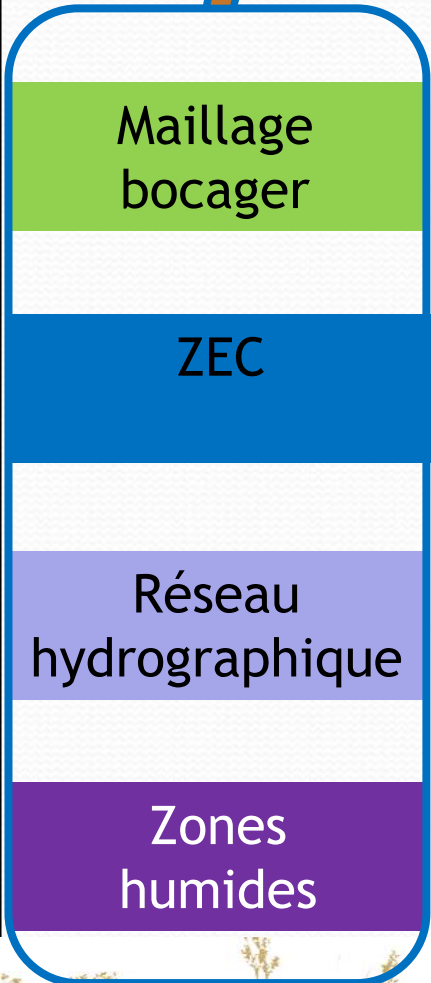 Maillage
bocager
ZEC
Réseau
hydrographique
Zones
humides